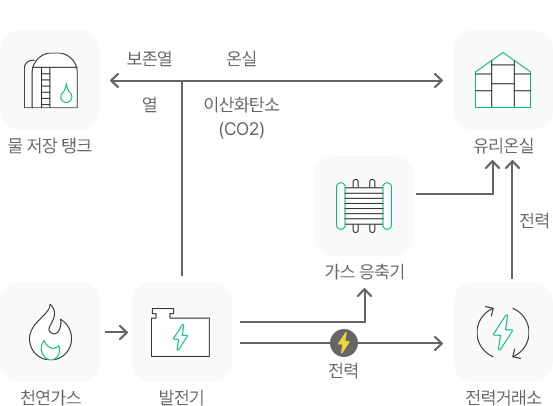 보존열
온실
열
이산화탄소
(CO2)
물 저장 탱크
유리온실
전력
가스 응축기
전력
천연가스
발전기
전력거래소